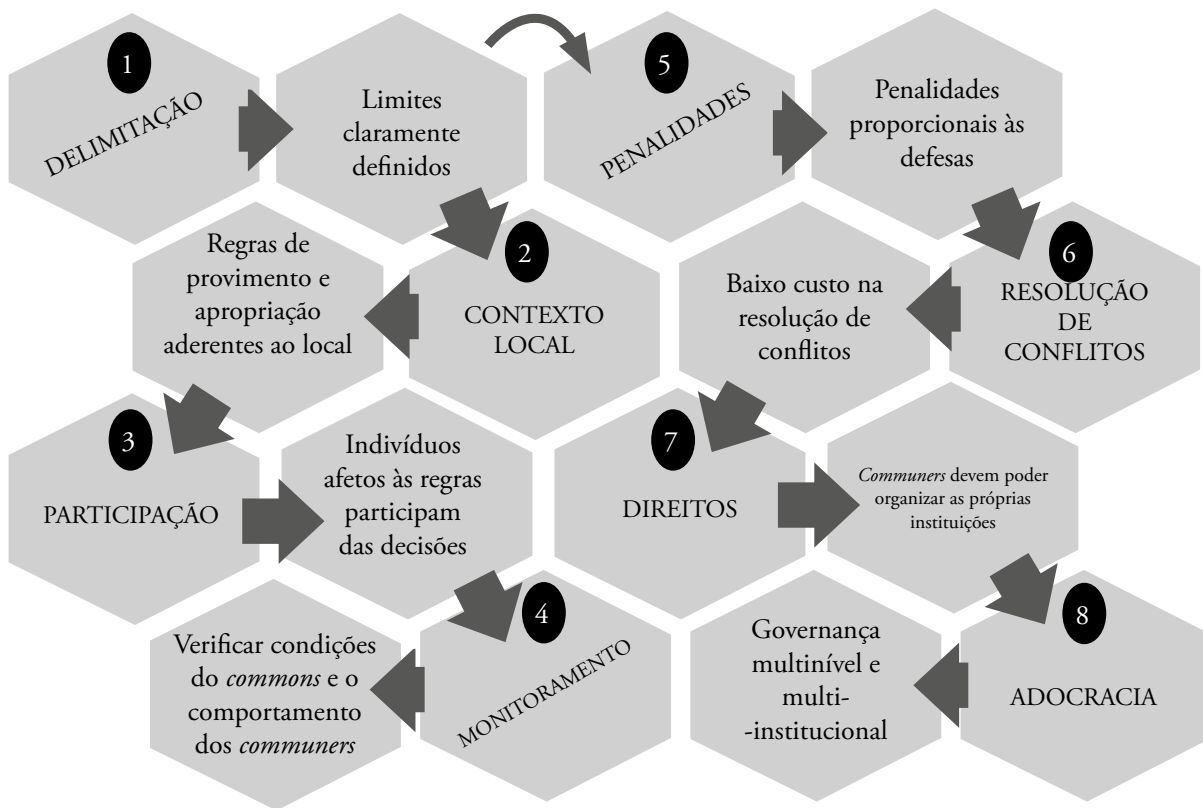 1
DELIMITAÇÃO
Limites
claramente
definidos
2
CONTEXTO
LOCAL
Regras de
provimento e
apropriação
aderentes ao local
3
PARTICIPAÇÃO
Indivíduos
afetos às regras
participam
das decisões
4
MONITORAMENTO
Verificar condições
do commons e o
comportamento
dos communers
5
PENALIDADES
Penalidades
proporcionais às
defesas
6
RESOLUÇÃO
DE
CONFLITOS
Baixo custo na
resolução de
conflitos
7
DIREITOS
Communers devem poder
organizar as próprias
instituições
8
ADOCRACIA
Governança
multinível e
multi-
-institucional